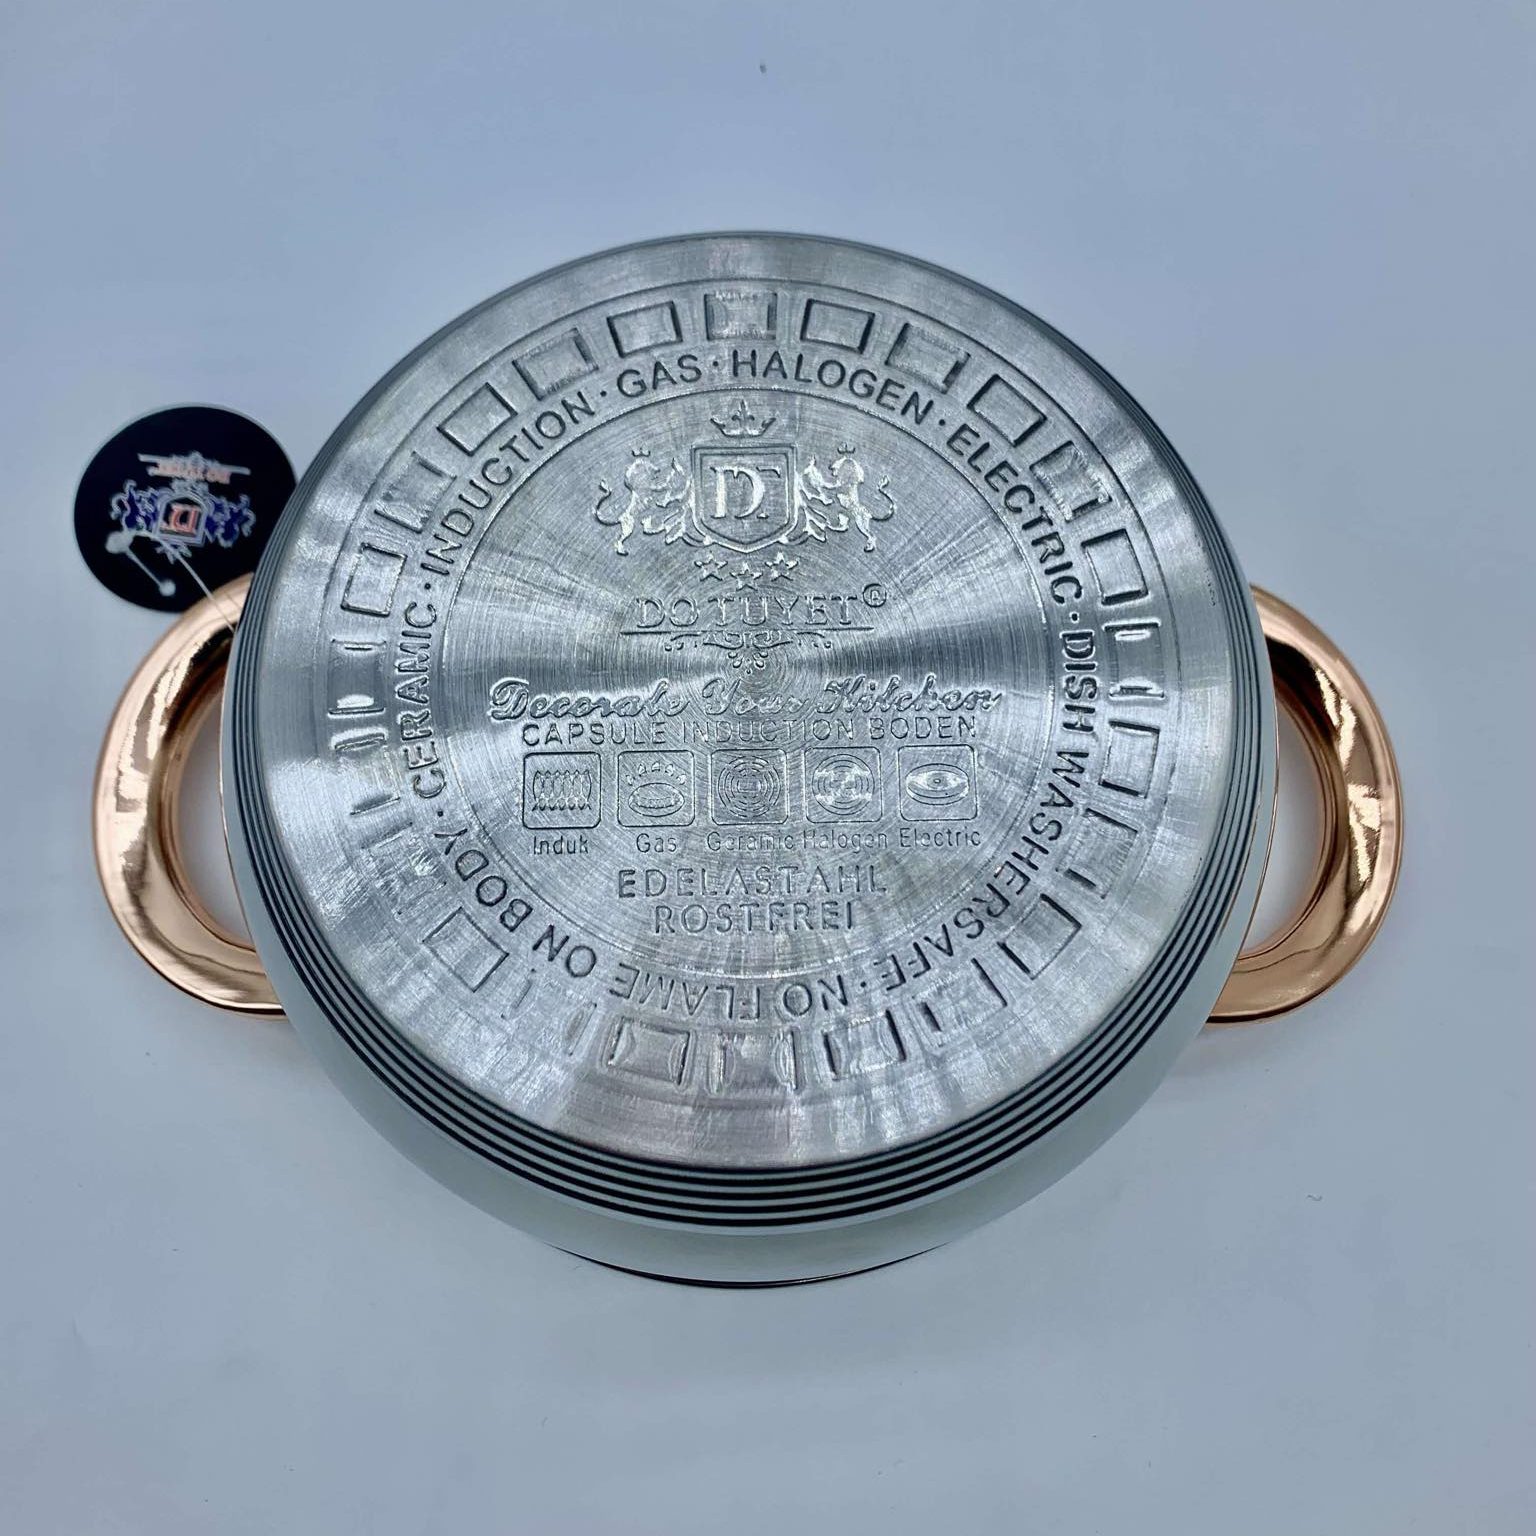 CERAMIC · INDUCTION · GAS · HALOGEN · ELECTRIC · DISH WASHERSAFE · NO FLAME ON BODY ·
DT
DO TUYET®
Decorate Your Kitchen
CAPSULE INDUCTION BODEN
Induk Gas Ceramic Halogen Electric
EDELASTAHL
ROSTFREI